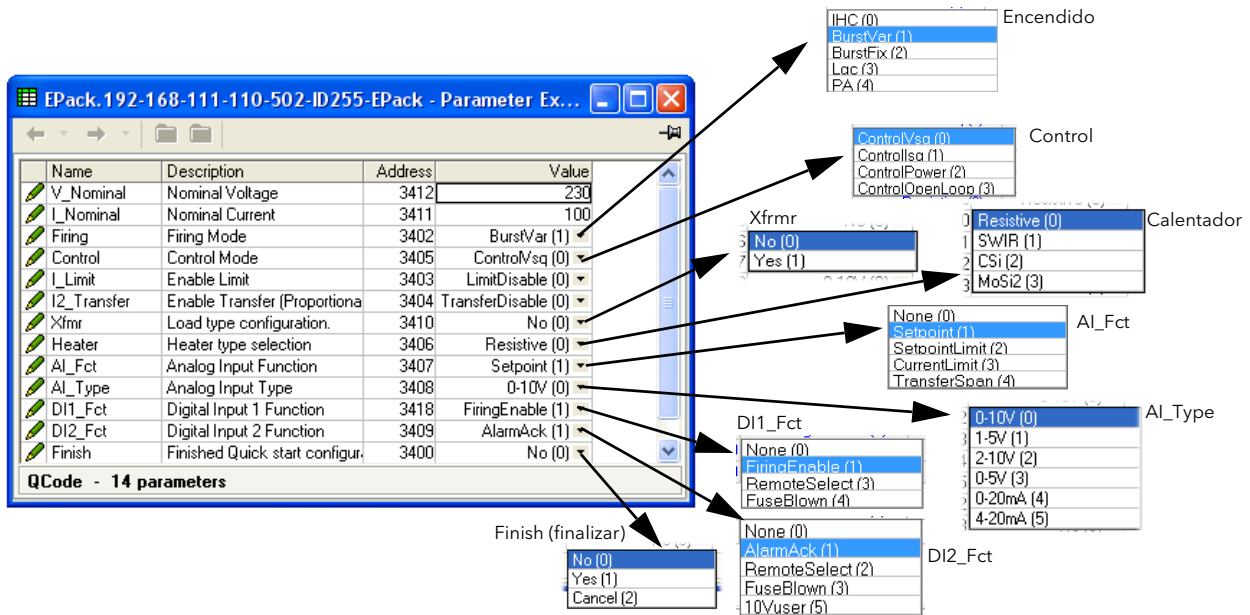 IHC (0)
BurstVar (1)
BurstFix (2)
Lac (3)
PA (4)
Encendido
EPack.192-168-111-110-502-ID255-EPack - Parameter Ex...
ControlVsq (0)
ControlIsq (1)
ControlPower (2)
ControlOpenLoop (3)
Control
Name Description Address Value
V_Nominal Nominal Voltage 3412 230
I_Nominal Nominal Current 3411 100
Firing Firing Mode 3402 BurstVar (1)
Control Control Mode 3405 ControlVsq (0)
I_Limit Enable Limit 3403 LimitDisable (0)
I2_Transfer Enable Transfer (Proportiona 3404 TransferDisable (0)
Xfmr Load type configuration. 3410 No (0)
Heater Heater type selection 3406 Resistive (0)
AI_Fct Analog Input Function 3407 Setpoint (1)
AI_Type Analog Input Type 3408 0-10V (0)
DI1_Fct Digital Input 1 Function 3418 FiringEnable (1)
DI2_Fct Digital Input 2 Function 3409 AlarmAck (1)
Finish Finished Quick start configur. 3400 No (0)
QCode - 14 parameters
Xfrmr
No (0)
Yes (1)
Resistive (0)
SWIR (1)
CSi (2)
MoSi2 (3)
Calentador
None (0)
Setpoint (1)
SetpointLimit (2)
CurrentLimit (3)
TransferSpan (4)
AI_Fct
0-10V (0)
1-5V (1)
2-10V (2)
0-5V (3)
0-20mA (4)
4-20mA (5)
AI_Type
DI1_Fct
None (0)
FiringEnable (1)
RemoteSelect (3)
FuseBlown (4)
Finish (finalizar)
No (0)
Yes (1)
Cancel (2)
None (0)
AlarmAck (1)
RemoteSelect (2)
FuseBlown (3)
10Vuser (5)
DI2_Fct